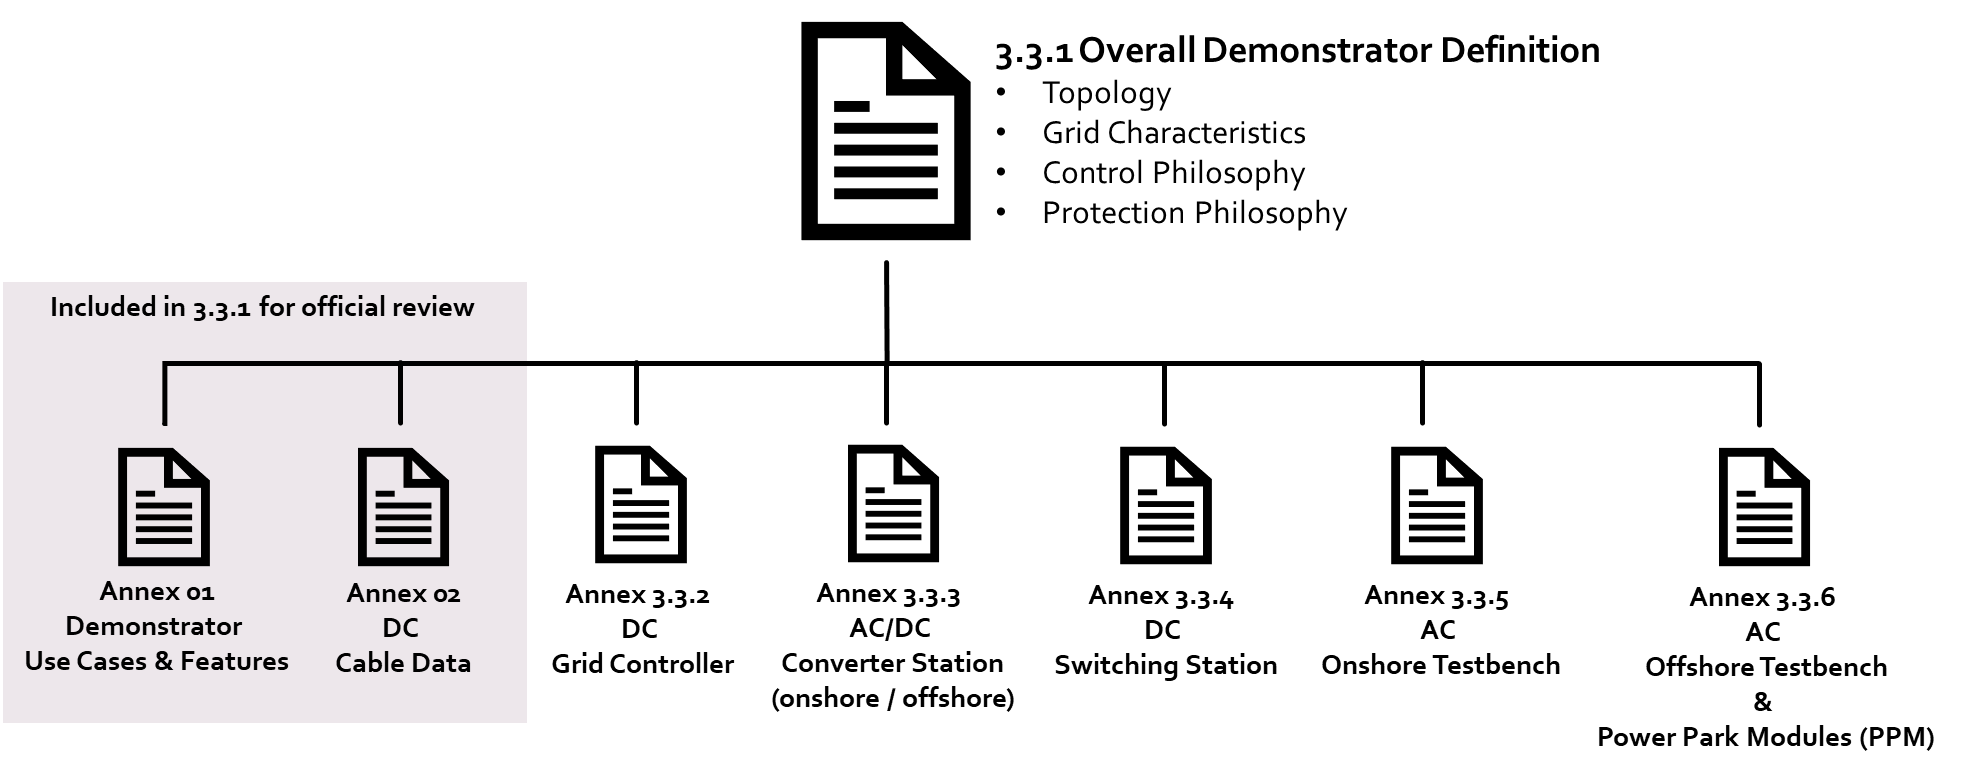 3.3.1 Overall Demonstrator Definition
• Topology
• Grid Characteristics
• Control Philosophy
• Protection Philosophy
Included in 3.3.1 for official review
Annex 01
Demonstrator
Use Cases & Features
Annex 02
DC
Cable Data
Annex 3.3.2
DC
Grid Controller
Annex 3.3.3
AC/DC
Converter Station
(onshore / offshore)
Annex 3.3.4
DC
Switching Station
Annex 3.3.5
AC
Onshore Testbench
Annex 3.3.6
AC
Offshore Testbench
&
Power Park Modules (PPM)